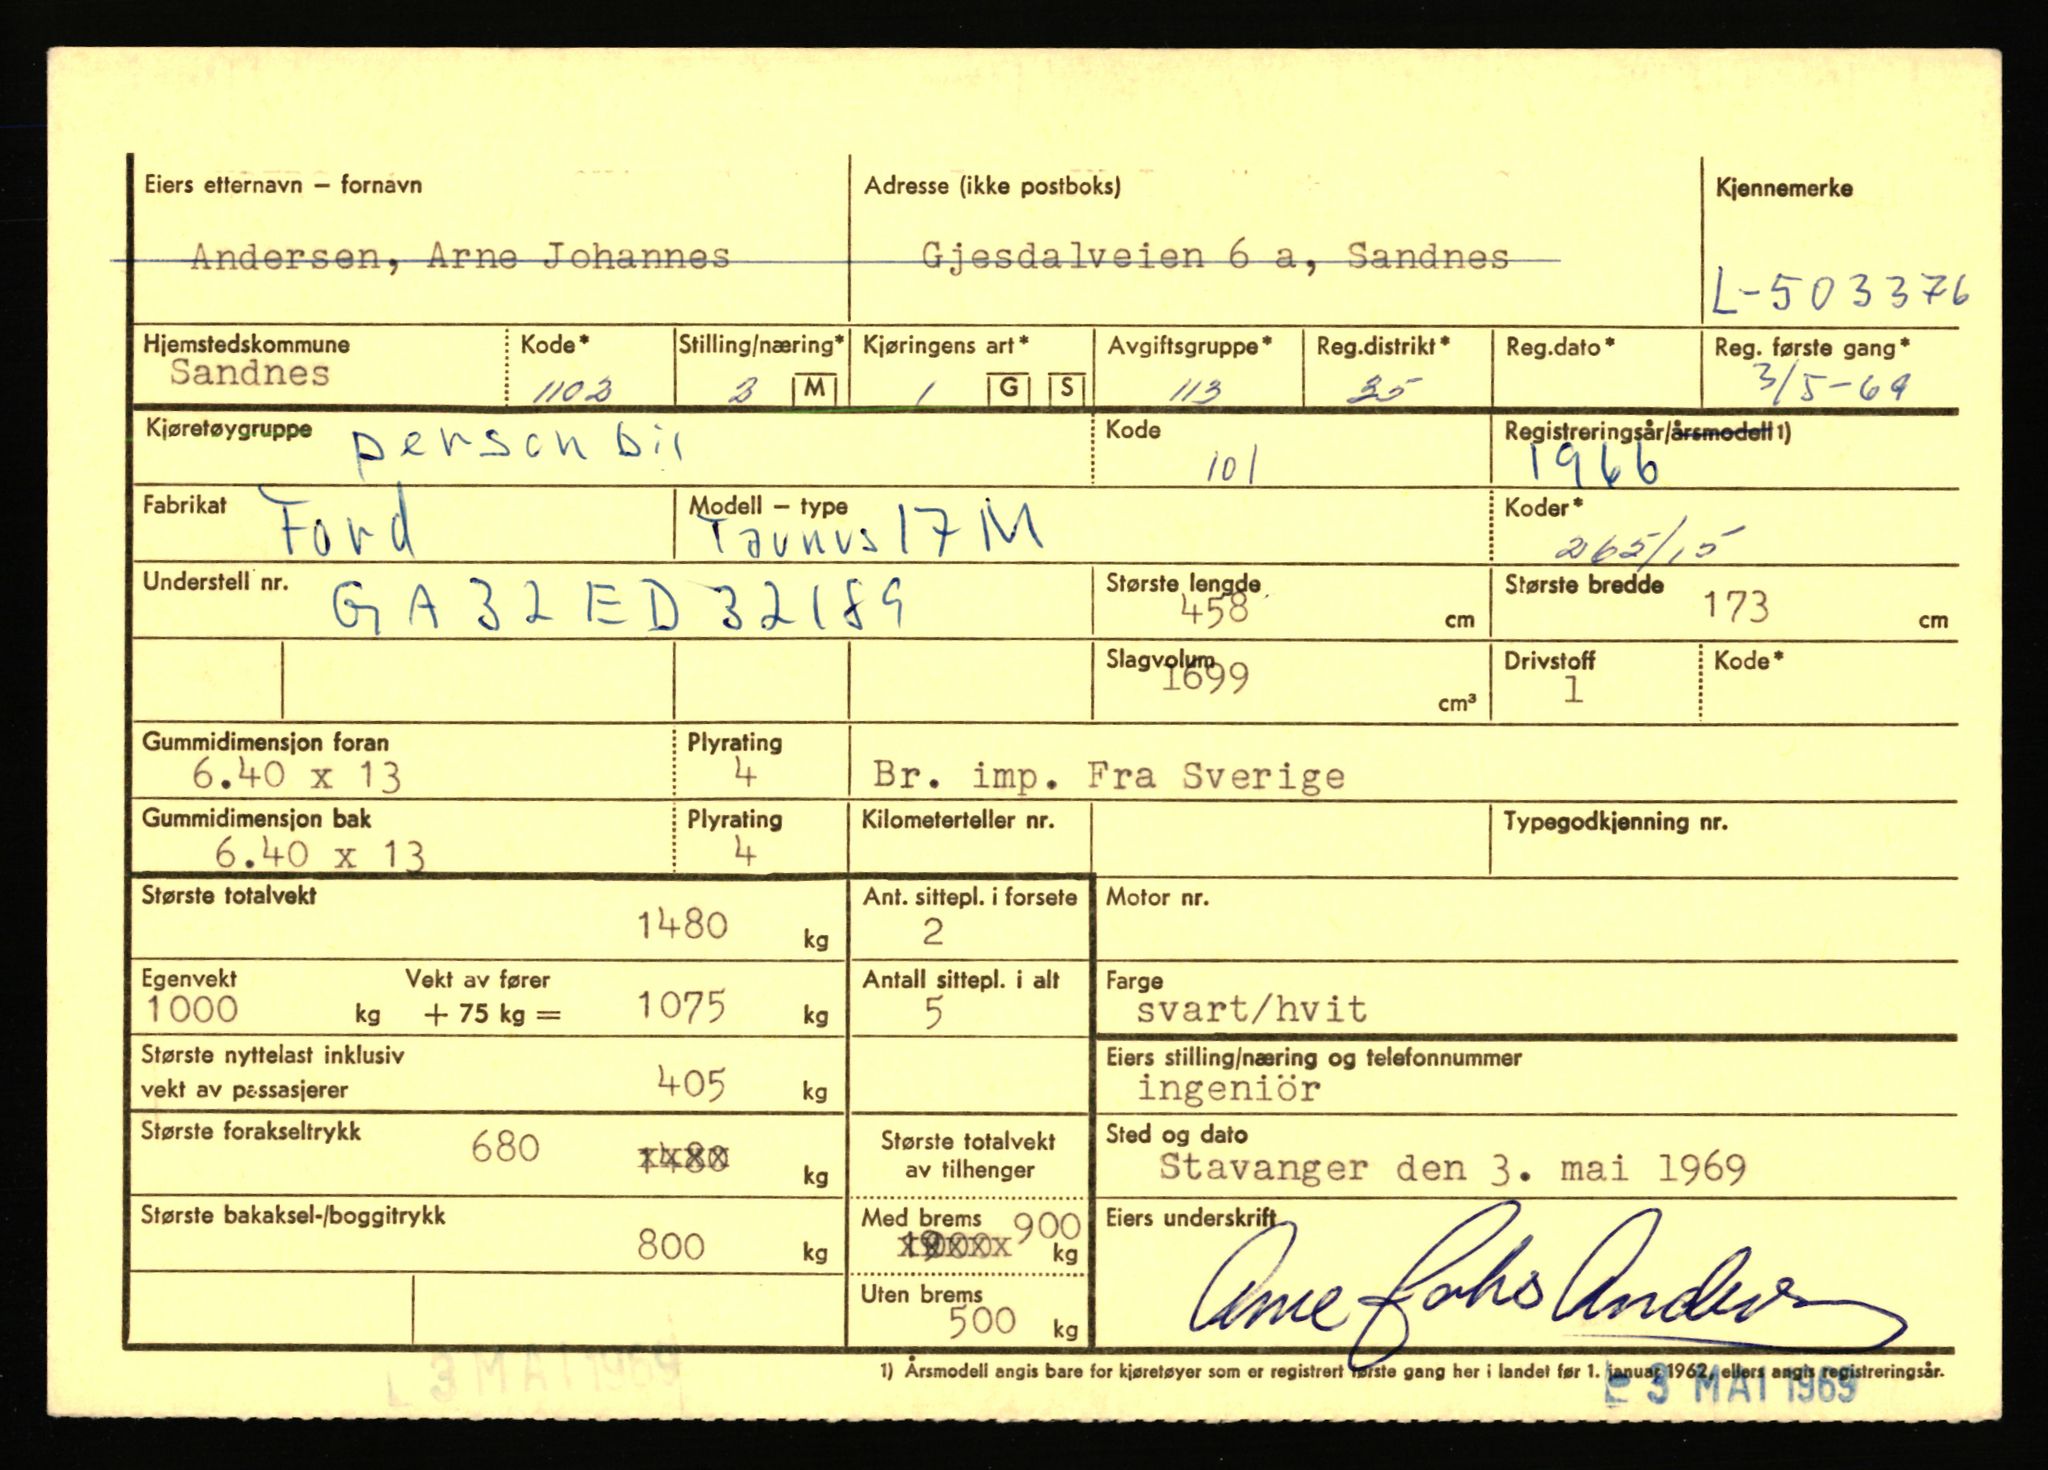 Eiers etternavn – fornavn
Adresse (ikke postboks)
Kjennemerke
Andersen, Arne Johannes
Gjesdalveien 6 a, Sandnes
L-503376
Hjemstedskommune
Kode*
Stilling/næring*
Kjøringens art*
Avgiftsgruppe*
Reg.distrikt*
Reg.dato*
Reg. første gang*
Sandnes
1102
2 M
1 G S
113
35
3/5-69
Kjøretøygruppe
personbil
Kode
101
Registreringsår/årsmodell 1)
1966
Fabrikat
Ford
Modell – type
Taunus 17 M
Koder*
265/15
Understell nr.
GA32ED32189
Største lengde
458 cm
Største bredde
173 cm
Slagvolum
1699 cm³
Drivstoff
1
Kode*
Gummidimensjon foran
6.40 x 13
Plyrating
4
Br. imp. Fra Sverige
Gummidimensjon bak
6.40 x 13
Plyrating
4
Kilometerteller nr.
Typegodkjenning nr.
Største totalvekt
1480 kg
Ant. sittepl. i forsete
2
Motor nr.
Egenvekt
1000 kg
Vekt av fører
+ 75 kg = 1075 kg
Antall sittepl. i alt
5
Farge
svart/hvit
Største nyttelast inklusiv
vekt av passasjerer
405 kg
Eiers stilling/næring og telefonnummer
ingeniör
Største forakseltrykk
680 kg
Største totalvekt
av tilhenger
Sted og dato
Stavanger den 3. mai 1969
Største bakaksel-/boggitrykk
800 kg
Med brems
900 kg
Uten brems
500 kg
Eiers underskrift
Arne Johs Andersen
1) Årsmodell angis bare for kjøretøyer som er registrert første gang her i landet før 1. januar 1962, ellers angis registreringsår.
3 MAI 1969
3 MAI 1969